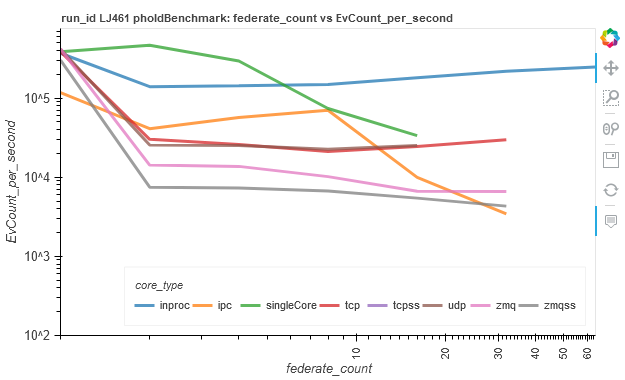 run_id LJ461 pholdBenchmark: federate_count vs EvCount_per_second
EvCount_per_second
10^5
10^4
10^3
10^2
core_type
inproc ipc singleCore tcp tcpss udp zmq zmqss
10 20 30 40 50 60
federate_count